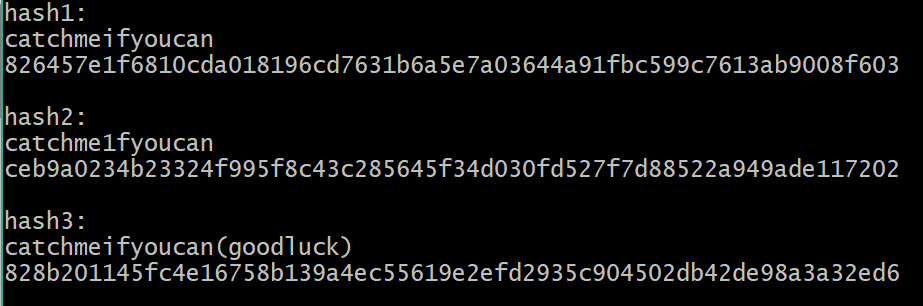 hash1:
catchmeifyoucan
826457e1f6810cda018196cd7631b6a5e7a03644a91fbc599c7613ab9008f603
hash2:
catchme1fyoucan
ceb9a0234b23324f995f8c43c285645f34d030fd527f7d88522a949ade117202
hash3:
catchmeifyoucan(goodluck)
828b201145fc4e16758b139a4ec55619e2efd2935c904502db42de98a3a32ed6